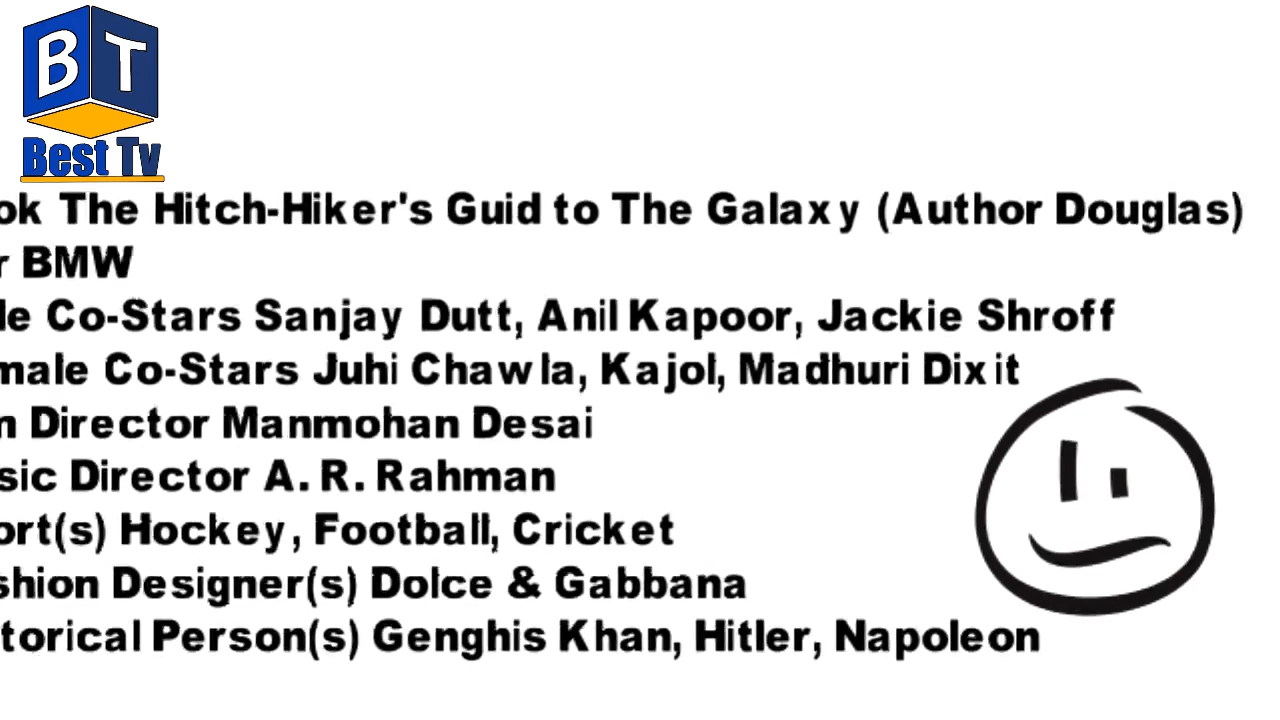 BT
Best Tv
ok The Hitch-Hiker's Guid to The Galaxy (Author Douglas)
r BMW
le Co-Stars Sanjay Dutt, Anil Kapoor, Jackie Shroff
male Co-Stars Juhi Chawla, Kajol, Madhuri Dixit
m Director Manmohan Desai
sic Director A. R. Rahman
ort(s) Hockey, Football, Cricket
shion Designer(s) Dolce & Gabbana
torical Person(s) Genghis Khan, Hitler, Napoleon